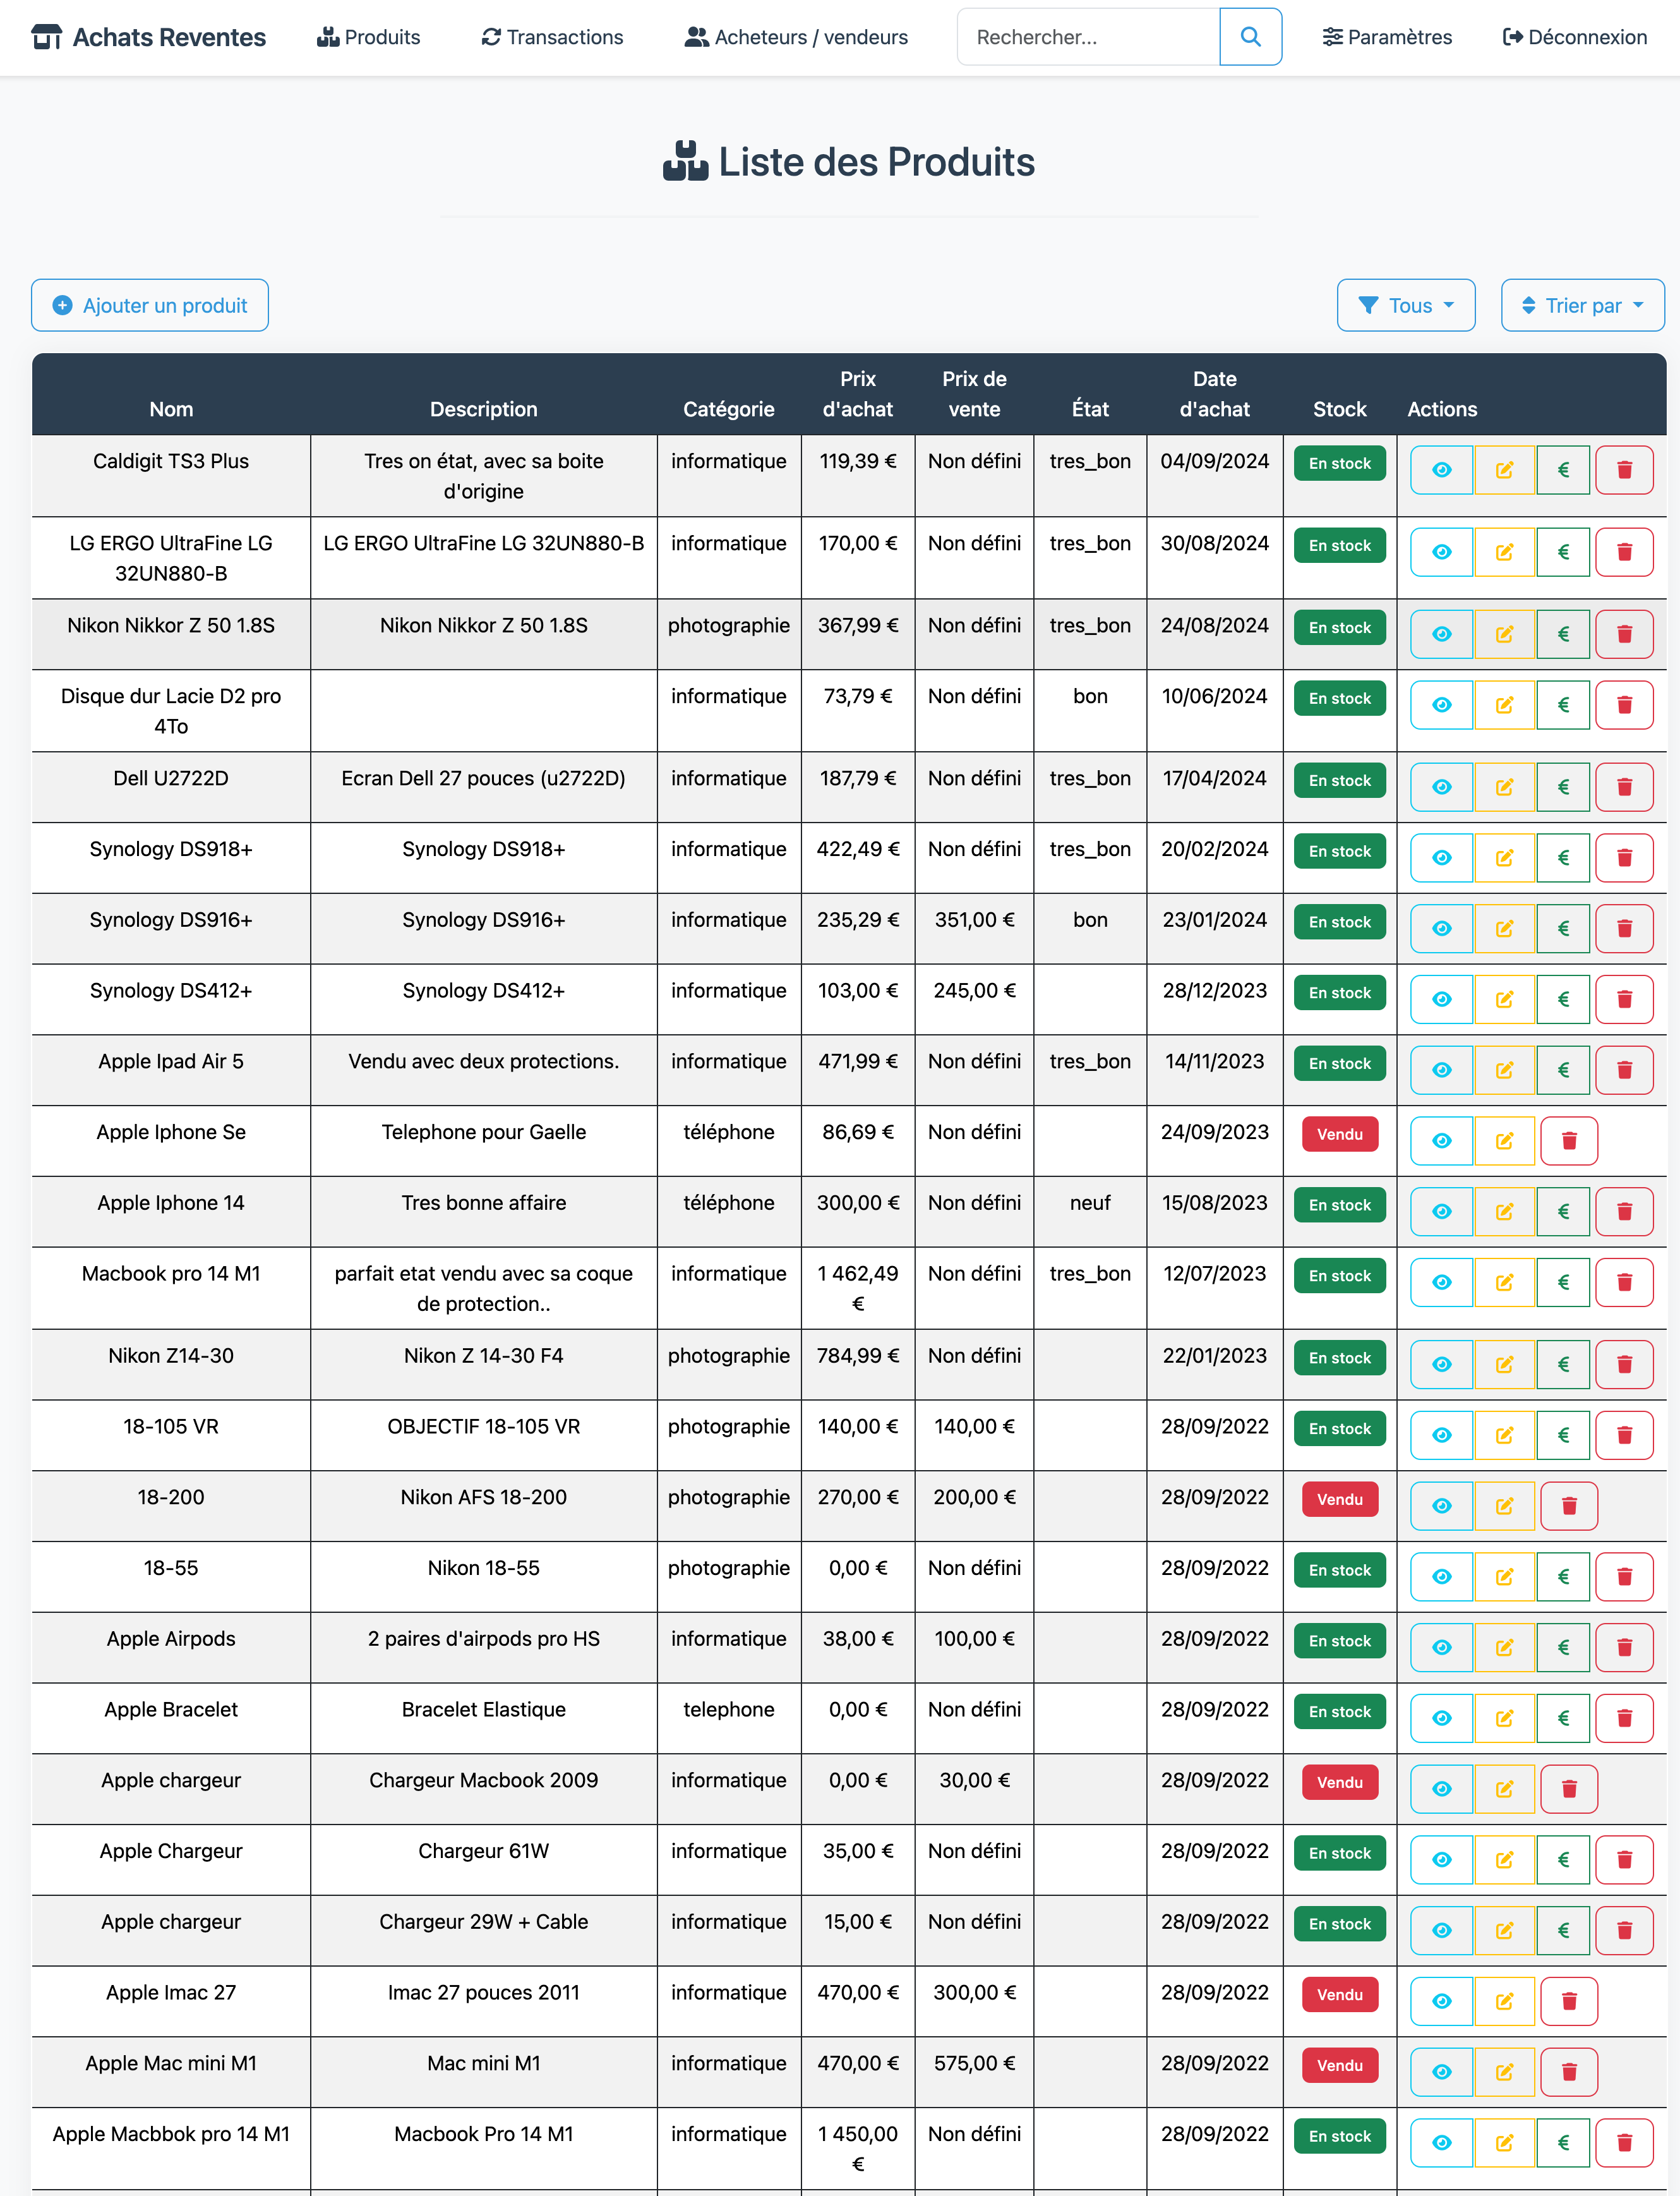 Achats Reventes Produits Transactions Acheteurs / vendeurs Rechercher... Paramètres Déconnexion
Liste des Produits
Ajouter un produit Tous Trier par
Nom Description Catégorie Prix d'achat Prix de vente État Date d'achat Stock Actions
Caldigit TS3 Plus Tres on état, avec sa boite d'origine informatique 119,39 € Non défini tres_bon 04/09/2024 En stock €
LG ERGO UltraFine LG 32UN880-B LG ERGO UltraFine LG 32UN880-B informatique 170,00 € Non défini tres_bon 30/08/2024 En stock €
Nikon Nikkor Z 50 1.8S Nikon Nikkor Z 50 1.8S photographie 367,99 € Non défini tres_bon 24/08/2024 En stock €
Disque dur Lacie D2 pro 4To informatique 73,79 € Non défini bon 10/06/2024 En stock €
Dell U2722D Ecran Dell 27 pouces (u2722D) informatique 187,79 € Non défini tres_bon 17/04/2024 En stock €
Synology DS918+ Synology DS918+ informatique 422,49 € Non défini tres_bon 20/02/2024 En stock €
Synology DS916+ Synology DS916+ informatique 235,29 € 351,00 € bon 23/01/2024 En stock €
Synology DS412+ Synology DS412+ informatique 103,00 € 245,00 € 28/12/2023 En stock €
Apple Ipad Air 5 Vendu avec deux protections. informatique 471,99 € Non défini tres_bon 14/11/2023 En stock €
Apple Iphone Se Telephone pour Gaelle téléphone 86,69 € Non défini 24/09/2023 Vendu
Apple Iphone 14 Tres bonne affaire téléphone 300,00 € Non défini neuf 15/08/2023 En stock €
Macbook pro 14 M1 parfait etat vendu avec sa coque de protection.. informatique 1 462,49 € Non défini tres_bon 12/07/2023 En stock €
Nikon Z14-30 Nikon Z 14-30 F4 photographie 784,99 € Non défini 22/01/2023 En stock €
18-105 VR OBJECTIF 18-105 VR photographie 140,00 € 140,00 € 28/09/2022 En stock €
18-200 Nikon AFS 18-200 photographie 270,00 € 200,00 € 28/09/2022 Vendu
18-55 Nikon 18-55 photographie 0,00 € Non défini 28/09/2022 En stock €
Apple Airpods 2 paires d'airpods pro HS informatique 38,00 € 100,00 € 28/09/2022 En stock €
Apple Bracelet Bracelet Elastique telephone 0,00 € Non défini 28/09/2022 En stock €
Apple chargeur Chargeur Macbook 2009 informatique 0,00 € 30,00 € 28/09/2022 Vendu
Apple Chargeur Chargeur 61W informatique 35,00 € Non défini 28/09/2022 En stock €
Apple chargeur Chargeur 29W + Cable informatique 15,00 € Non défini 28/09/2022 En stock €
Apple Imac 27 Imac 27 pouces 2011 informatique 470,00 € 300,00 € 28/09/2022 Vendu
Apple Mac mini M1 Mac mini M1 informatique 470,00 € 575,00 € 28/09/2022 Vendu
Apple Macbbok pro 14 M1 Macbook Pro 14 M1 informatique 1 450,00 € Non défini 28/09/2022 En stock €